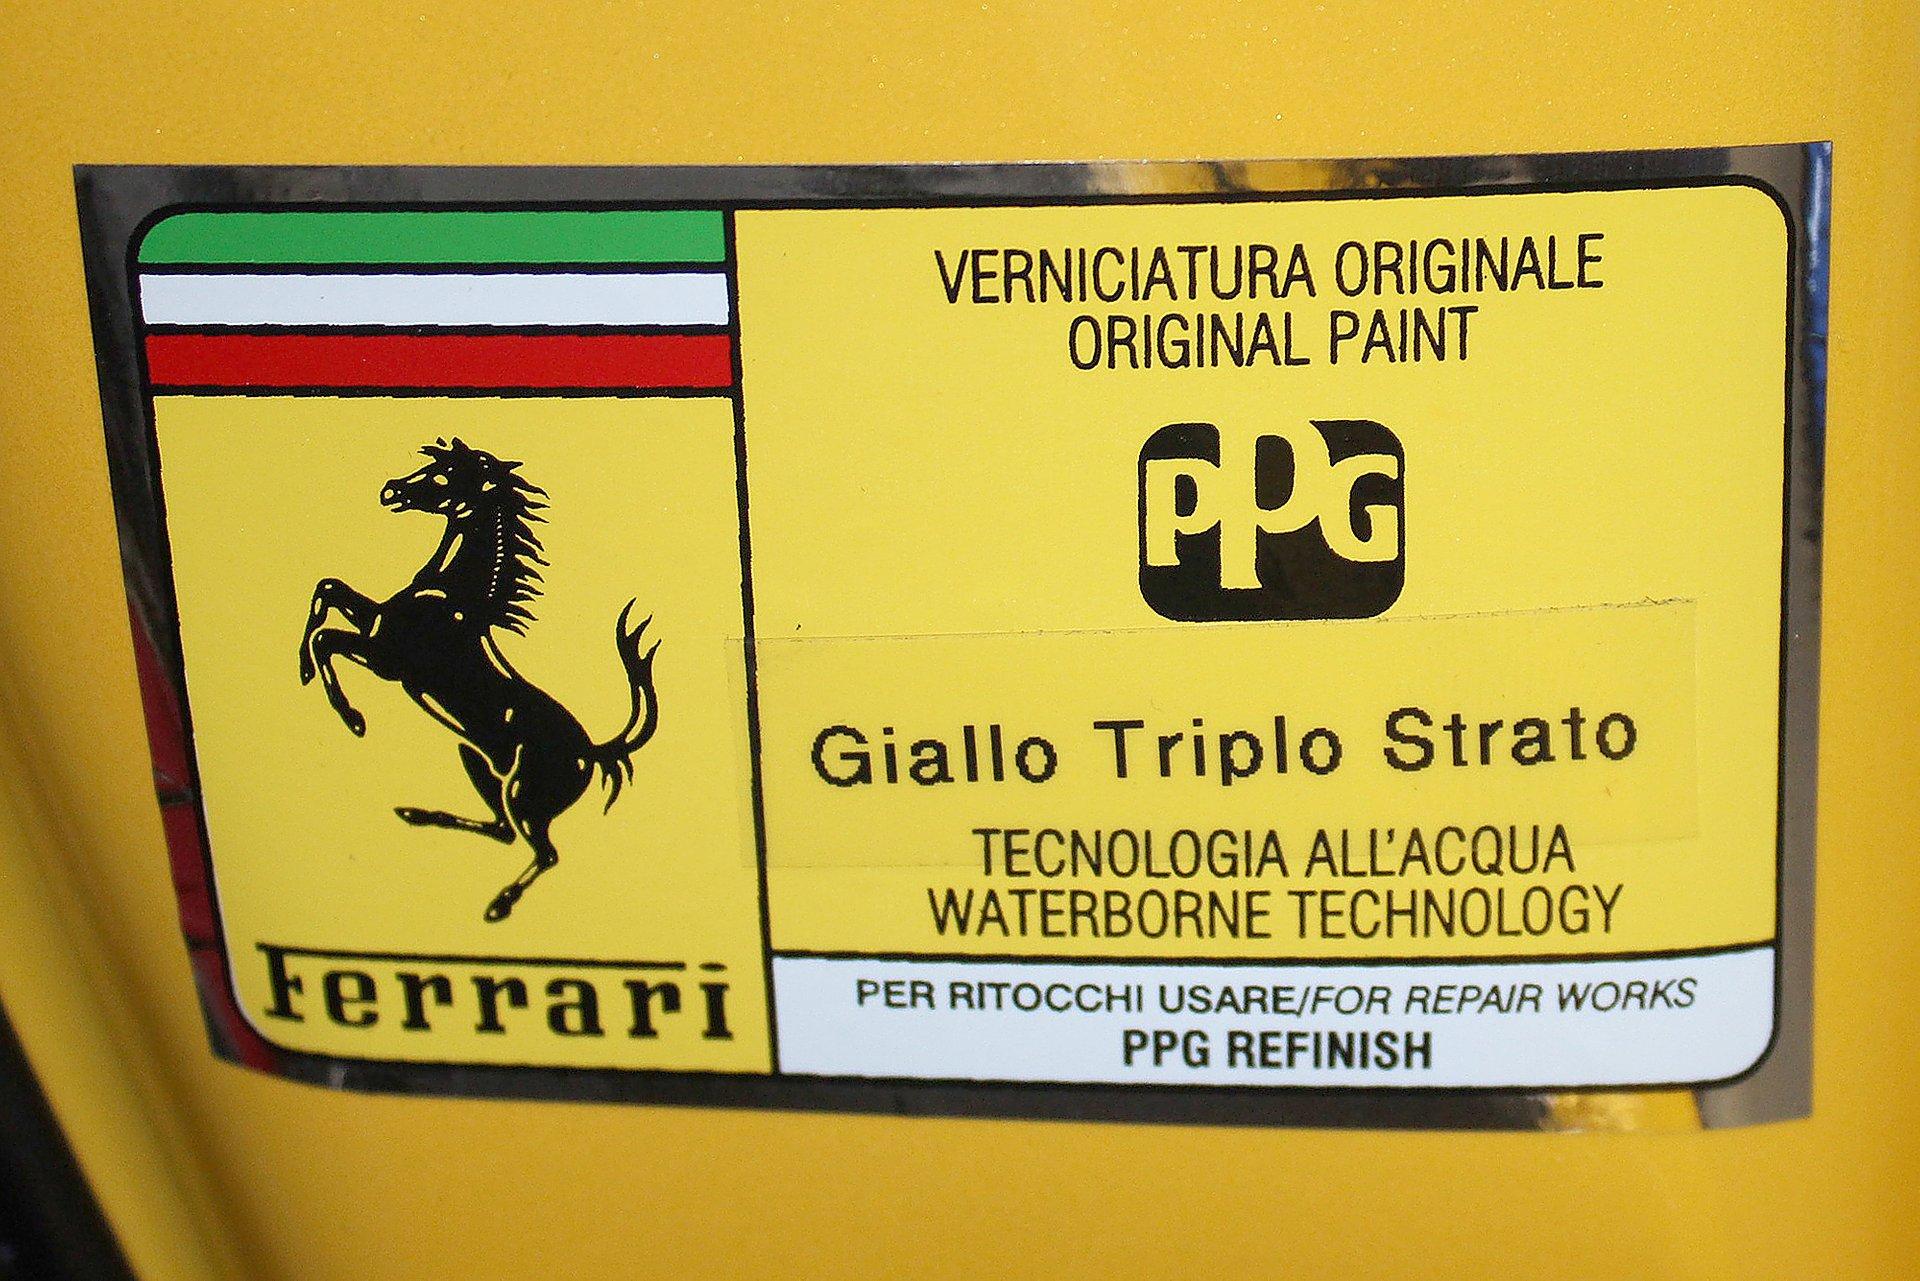 VERNICIATURA ORIGINALE
ORIGINAL PAINT
PPG
Giallo Triplo Strato
TECNOLOGIA ALL'ACQUA
WATERBORNE TECHNOLOGY
Ferrari
PER RITOCCHI USARE/FOR REPAIR WORKS
PPG REFINISH